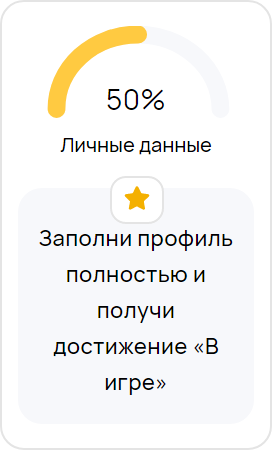 50%
Личные данные
Заполни профиль
полностью и
получи
достижение «В
игре»